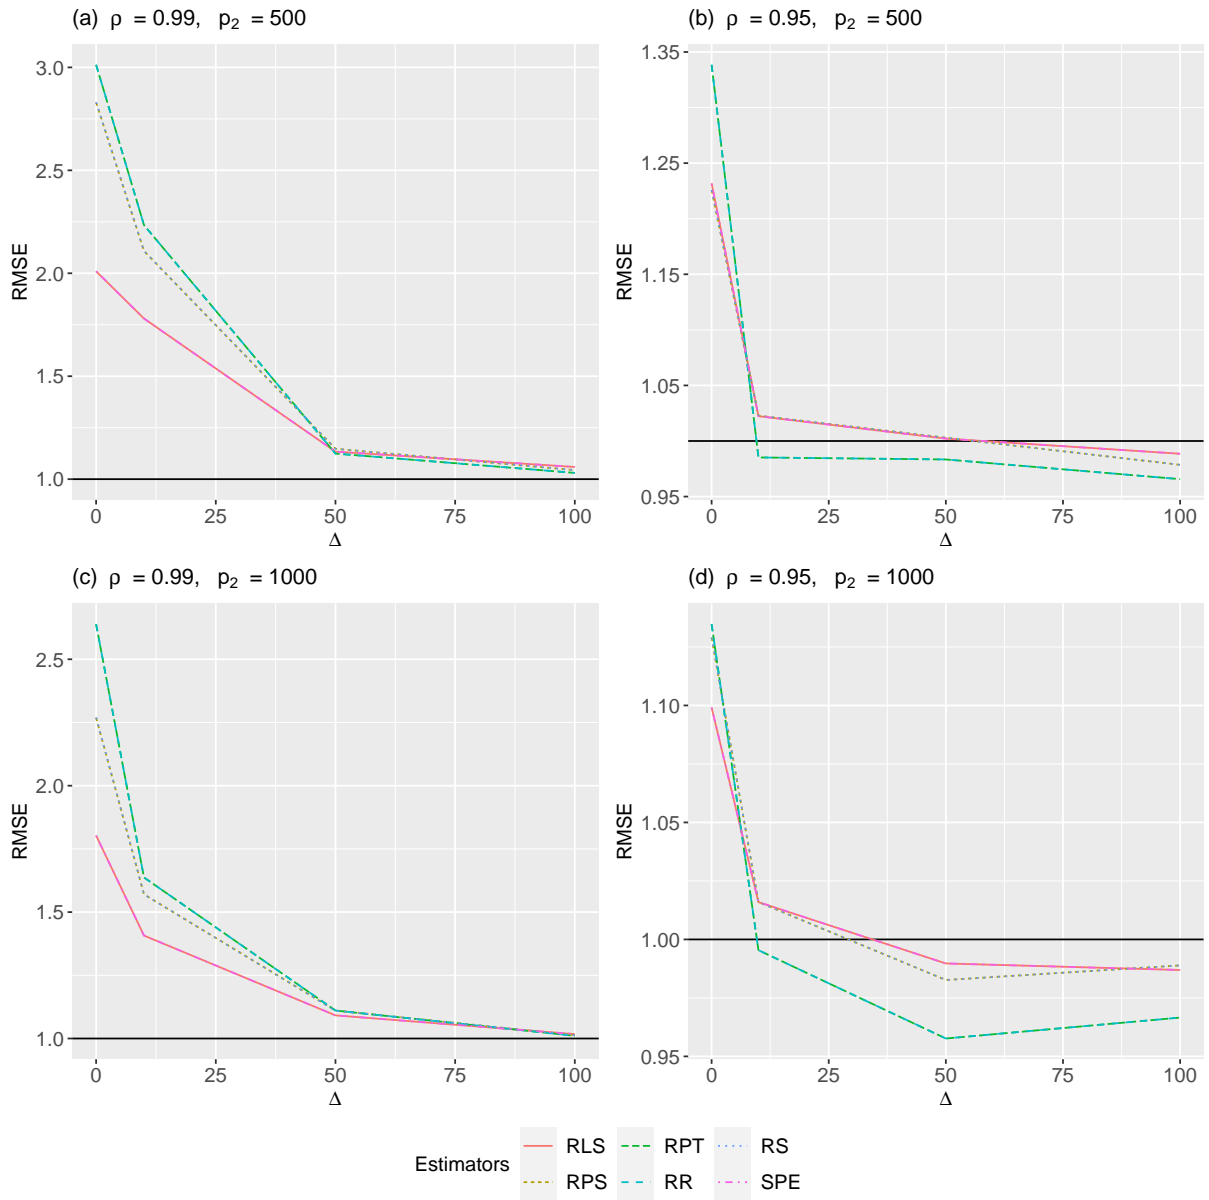 (a) ρ = 0.99, p₂ = 500
3.0
2.5
2.0
1.5
1.0
RMSE
0 25 50 75 100
Δ
(b) ρ = 0.95, p₂ = 500
1.35
1.25
1.15
1.05
0.95
RMSE
0 25 50 75 100
Δ
(c) ρ = 0.99, p₂ = 1000
2.5
2.0
1.5
1.0
RMSE
0 25 50 75 100
Δ
(d) ρ = 0.95, p₂ = 1000
1.10
1.05
1.00
0.95
RMSE
0 25 50 75 100
Δ
Estimators
RLS RPT RS
RPS RR SPE